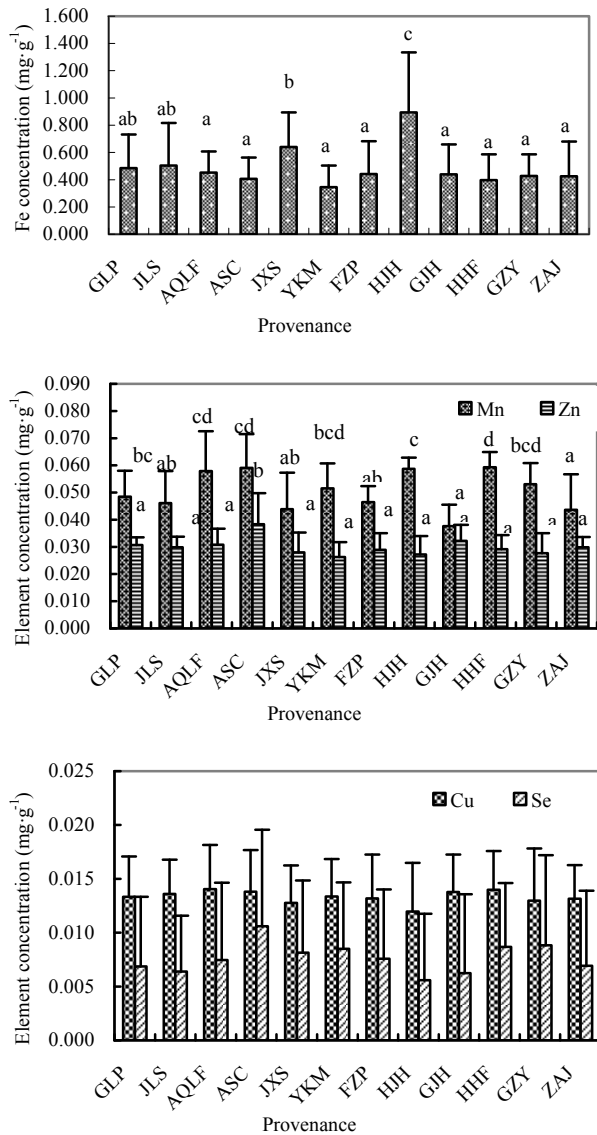 Fe concentration (mg·g-1)
1.600
1.400
1.200
1.000
0.800
0.600
0.400
0.200
0.000
ab ab a a b a a c a a a a
GLP JLS AQLF ASC JXS YKM FZP HJH GJH HHF GZY ZAJ
Provenance
Element concentration (mg·g-1)
0.090
0.080
0.070
0.060
0.050
0.040
0.030
0.020
0.010
0.000
Mn Zn
bc ab cd cd ab bcd ab c a d bcd a
a a a b a a a a a a a a
GLP JLS AQLF ASC JXS YKM FZP HJH GJH HHF GZY ZAJ
Provenance
Element concentration (mg·g-1)
0.025
0.020
0.015
0.010
0.005
0.000
Cu Se
GLP JLS AQLF ASC JXS YKM FZP HJH GJH HHF GZY ZAJ
Provenance